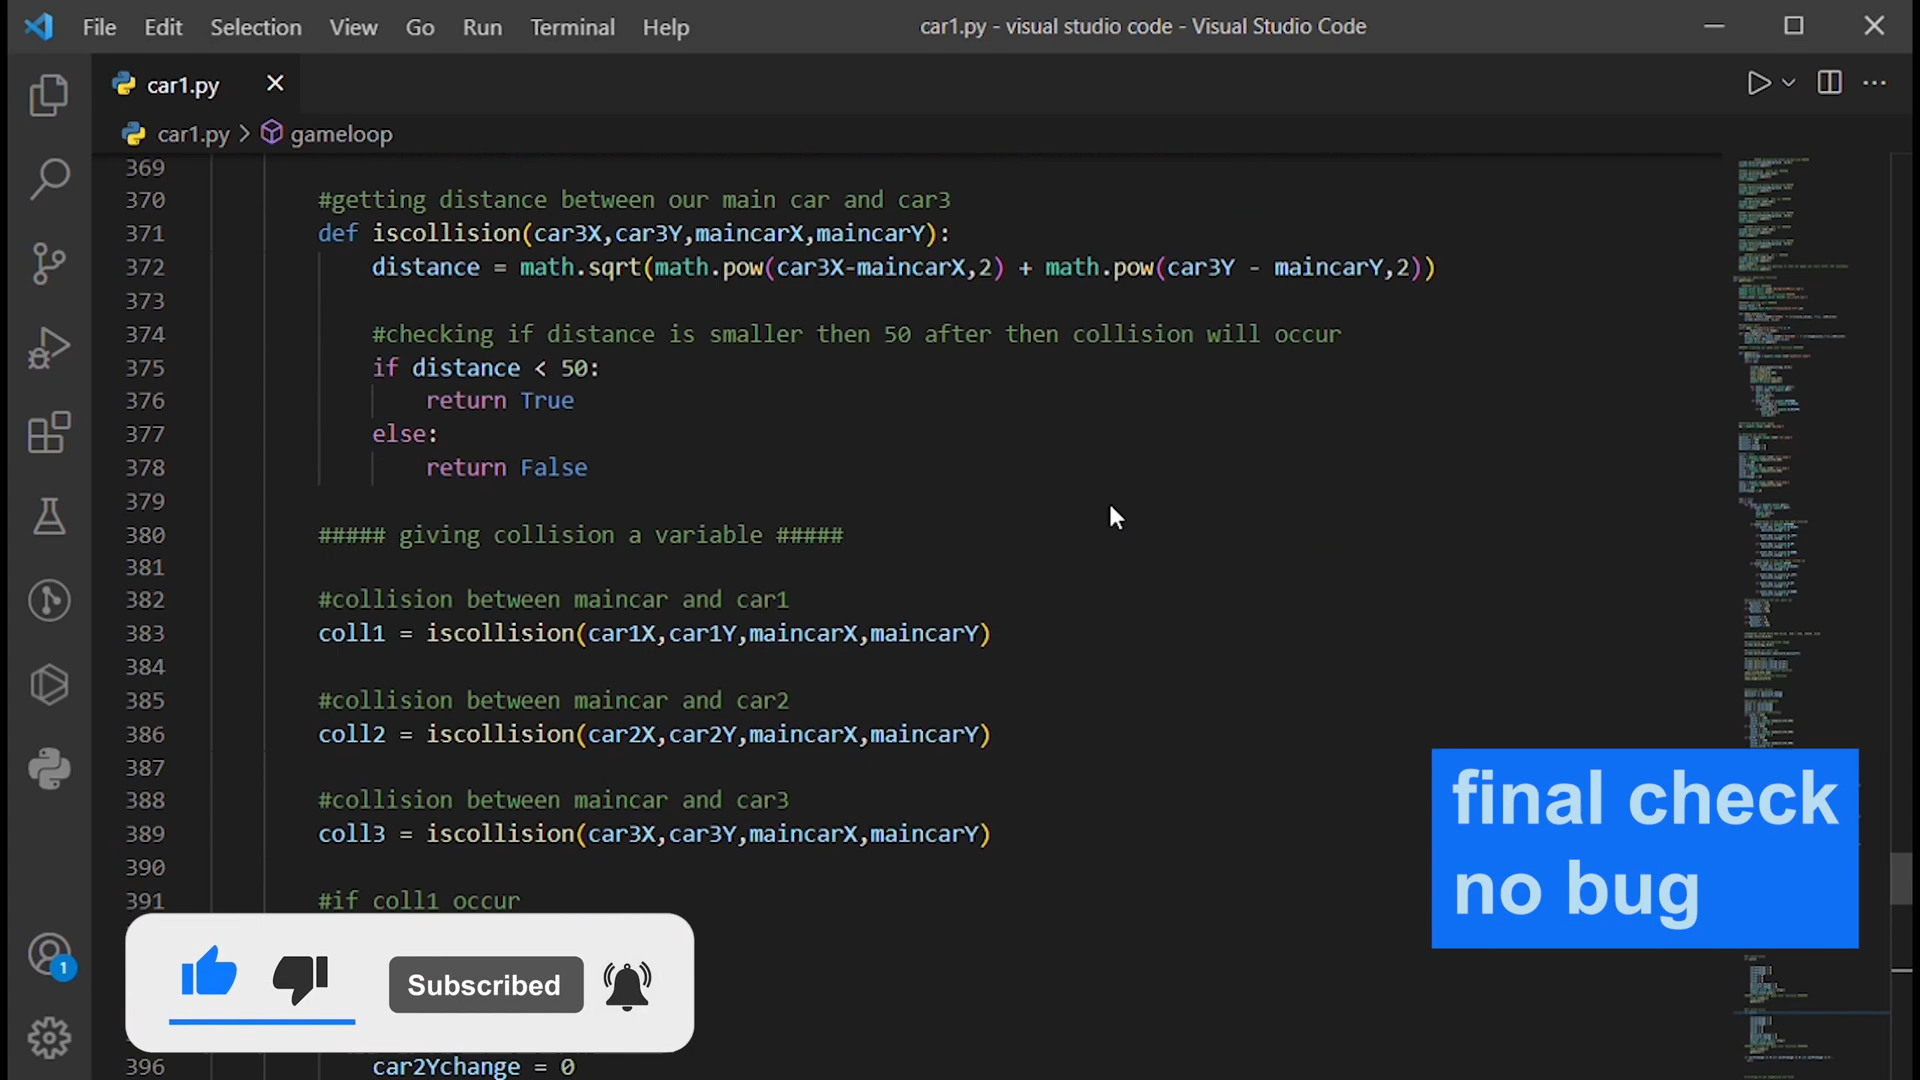 File Edit Selection View Go Run Terminal Help car1.py - visual studio code - Visual Studio Code
car1.py
car1.py > gameloop
369
370 #getting distance between our main car and car3
371 def iscollision(car3X,car3Y,maincarX,maincarY):
372 distance = math.sqrt(math.pow(car3X-maincarX,2) + math.pow(car3Y - maincarY,2))
373
374 #checking if distance is smaller then 50 after then collision will occur
375 if distance < 50:
376 return True
377 else:
378 return False
379
380 ##### giving collision a variable #####
381
382 #collision between maincar and car1
383 coll1 = iscollision(car1X,car1Y,maincarX,maincarY)
384
385 #collision between maincar and car2
386 coll2 = iscollision(car2X,car2Y,maincarX,maincarY)
387
388 #collision between maincar and car3
389 coll3 = iscollision(car3X,car3Y,maincarX,maincarY)
390
391 #if coll1 occur
396 car2Ychange = 0
final check
no bug
Subscribed
1